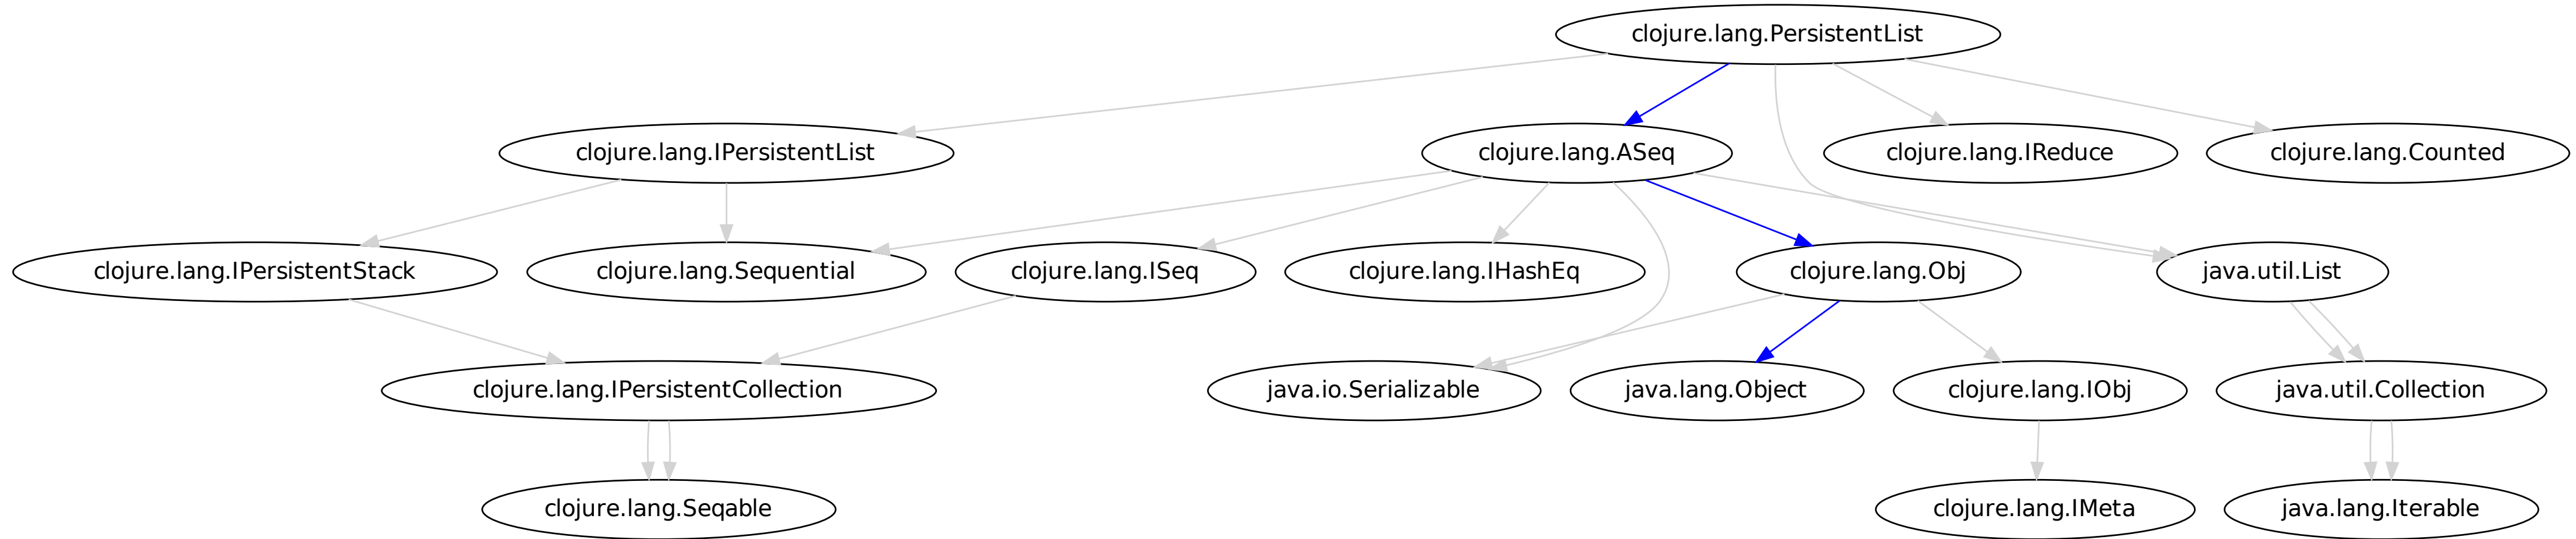 clojure.lang.PersistentList
clojure.lang.IPersistentList
clojure.lang.ASeq
clojure.lang.IReduce
clojure.lang.Counted
clojure.lang.IPersistentStack
clojure.lang.Sequential
clojure.lang.ISeq
clojure.lang.IHashEq
clojure.lang.Obj
java.util.List
clojure.lang.IPersistentCollection
java.io.Serializable
java.lang.Object
clojure.lang.IObj
java.util.Collection
clojure.lang.Seqable
clojure.lang.IMeta
java.lang.Iterable